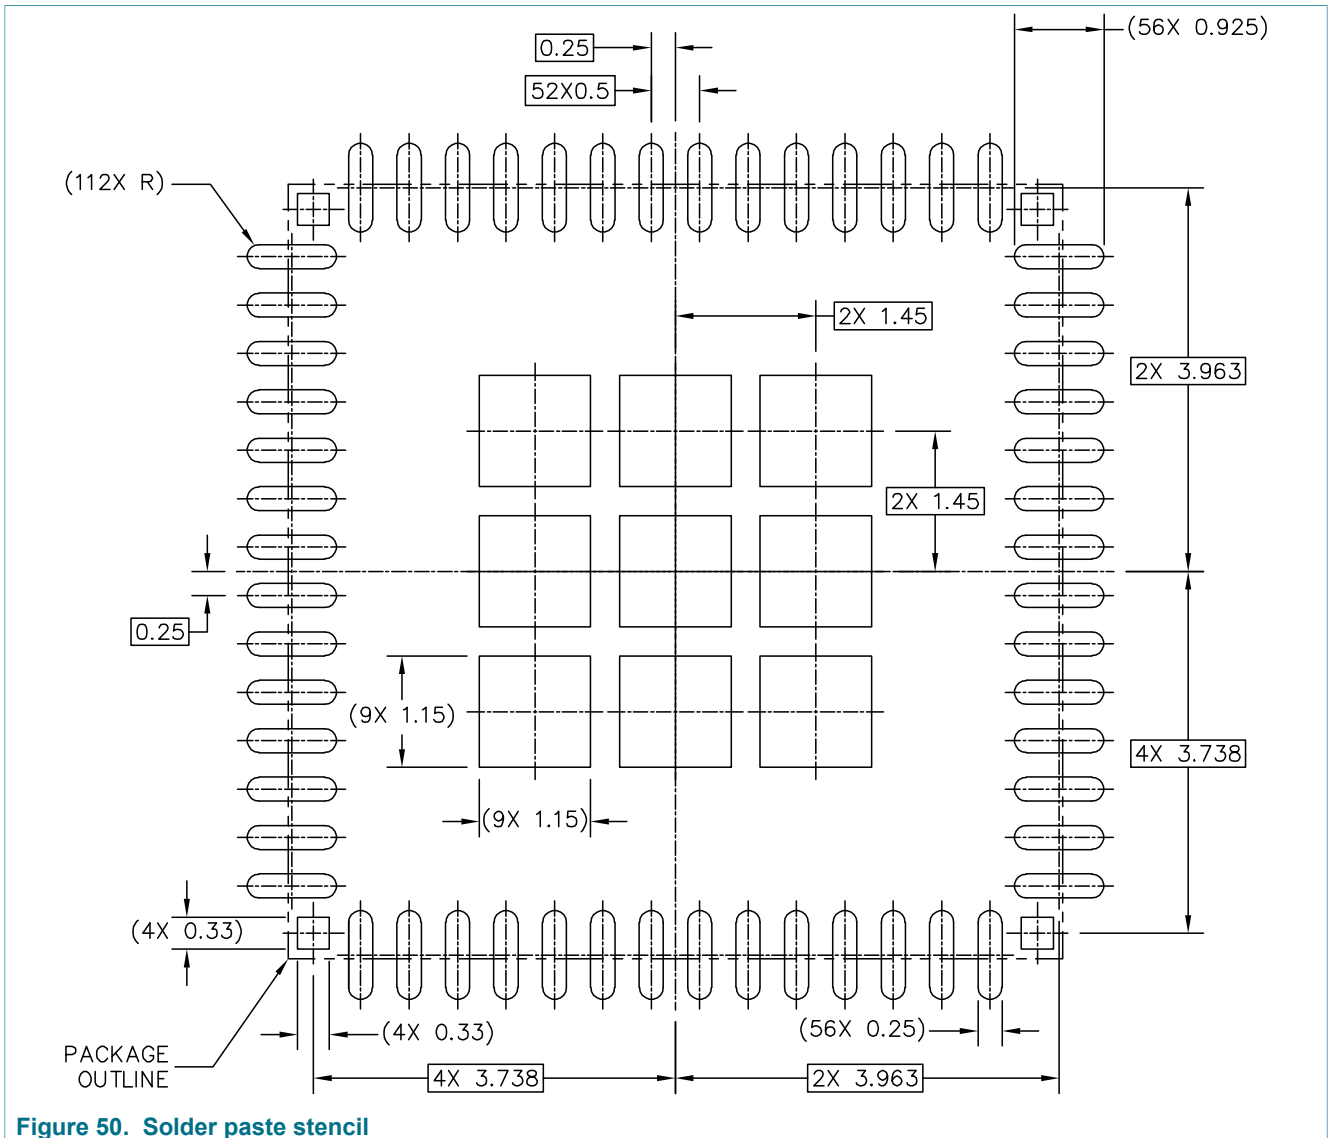 (56X 0.925)
0.25
52X0.5
(112X R)
2X 1.45
2X 3.963
2X 1.45
0.25
(9X 1.15)
4X 3.738
(9X 1.15)
(4X 0.33)
(4X 0.33)
(56X 0.25)
PACKAGE
OUTLINE
4X 3.738
2X 3.963
Figure 50. Solder paste stencil